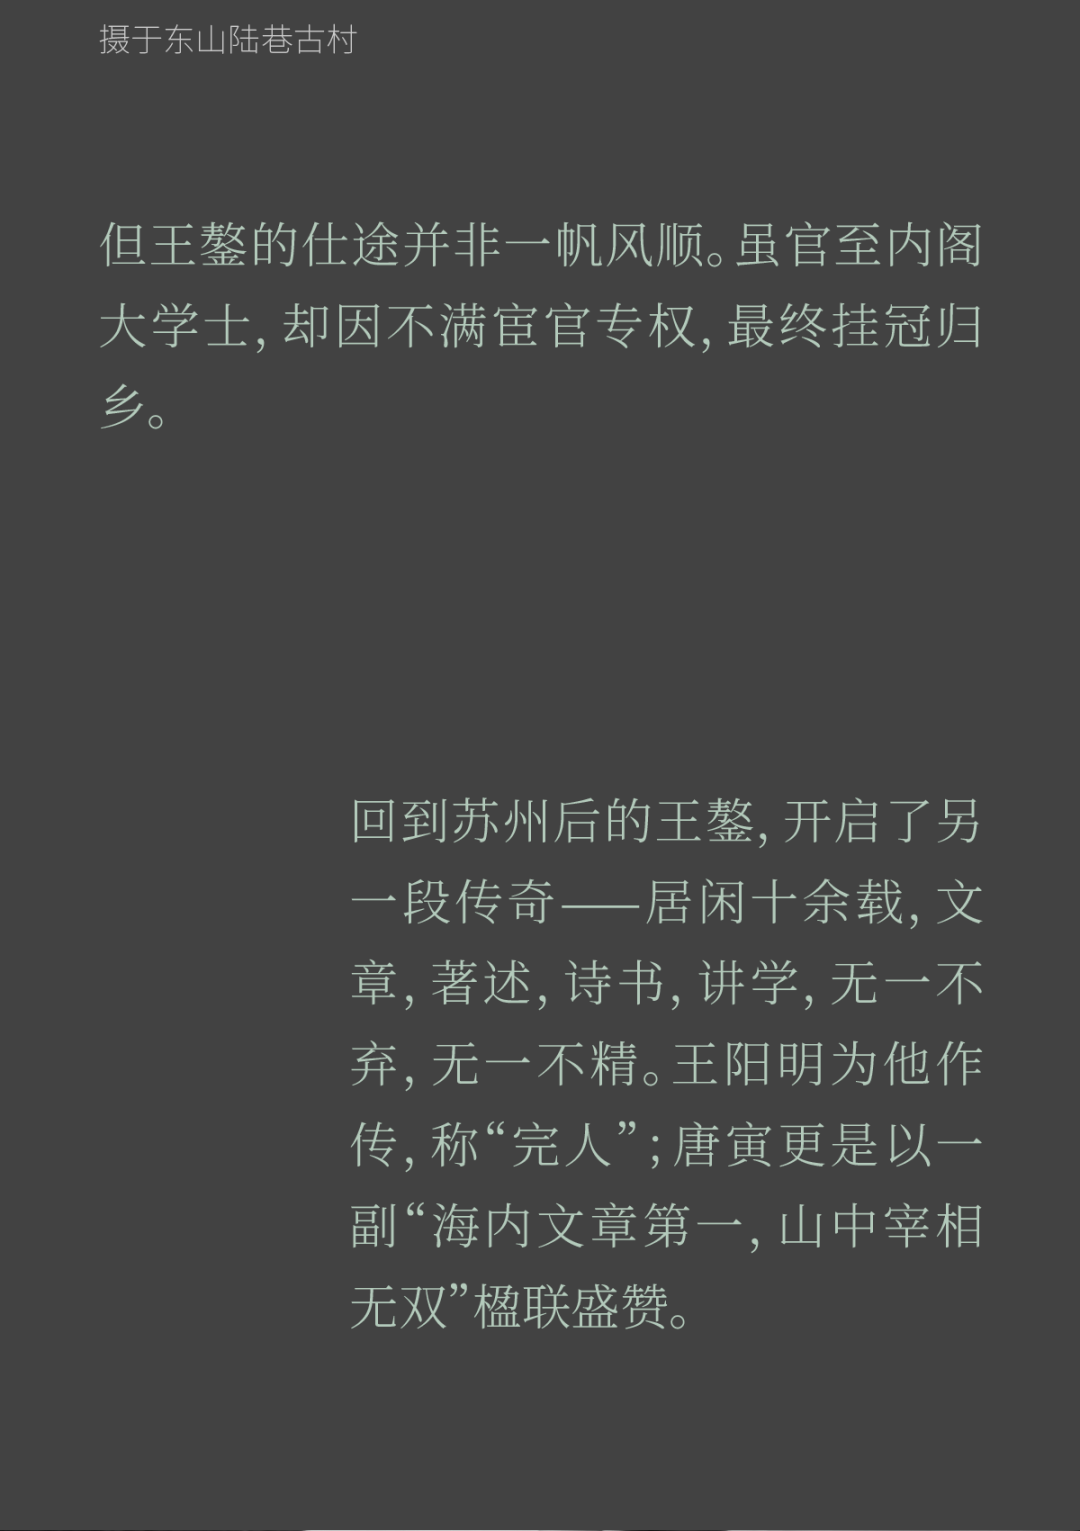 摄于东山陆巷古村
但王鏊的仕途并非一帆风顺。虽官至内阁
大学士，却因不满宦官专权，最终挂冠归
乡。
回到苏州后的王鏊，开启了另
一段传奇——居闲十余载，文
章，著述，诗书，讲学，无一不
弃，无一不精。王阳明为他作
传，称“完人”；唐寅更是以一
副“海内文章第一，山中宰相
无双”楹联盛赞。